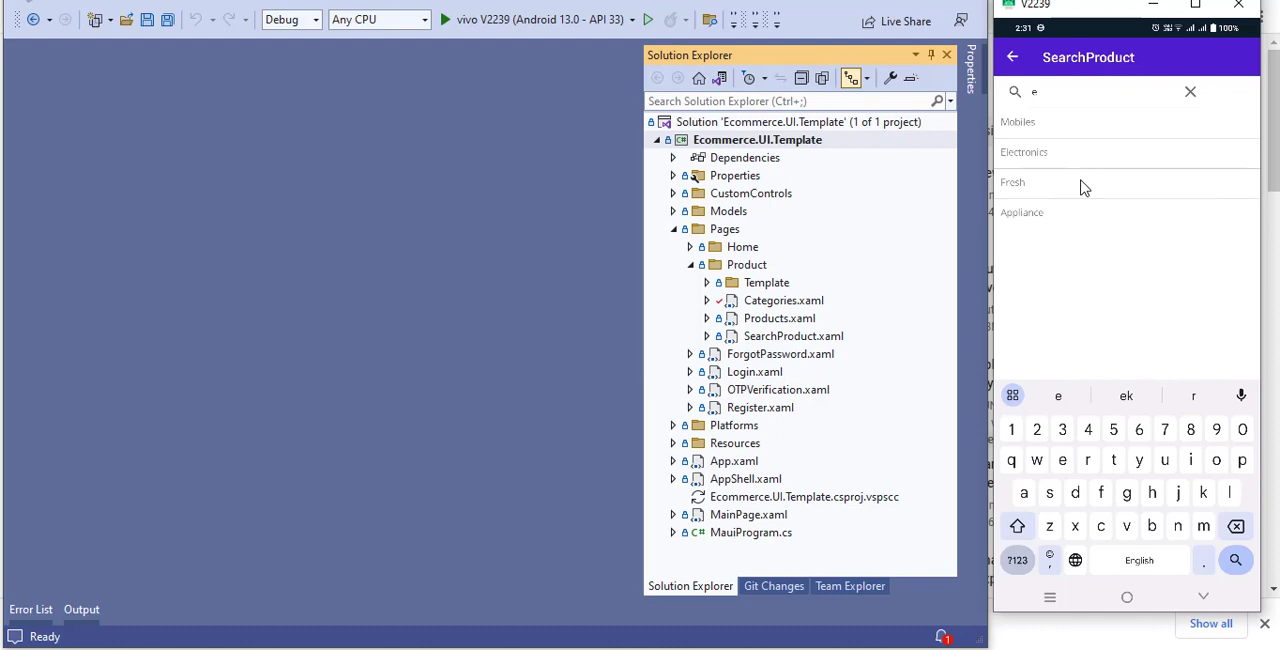 Debug
Any CPU
vivo V2239 (Android 13.0 - API 33)
Live Share
Solution Explorer
Search Solution Explorer (Ctrl+;)
Solution 'Ecommerce.UI.Template' (1 of 1 project)
Ecommerce.UI.Template
Dependencies
Properties
CustomControls
Models
Pages
Home
Product
Template
Categories.xaml
Products.xaml
SearchProduct.xaml
ForgotPassword.xaml
Login.xaml
OTPVerification.xaml
Register.xaml
Platforms
Resources
App.xaml
AppShell.xaml
Ecommerce.UI.Template.csproj.vspscc
MainPage.xaml
MauiProgram.cs
Solution Explorer
Git Changes
Team Explorer
Error List
Output
Ready
1
Properties
V2239
2:31
100%
SearchProduct
e
Mobiles
Electronics
Fresh
Appliance
e
ek
r
1 2 3 4 5 6 7 8 9 0
q w e r t y u i o p
a s d f g h j k l
z x c v b n m
?123
,
English
.
Show all